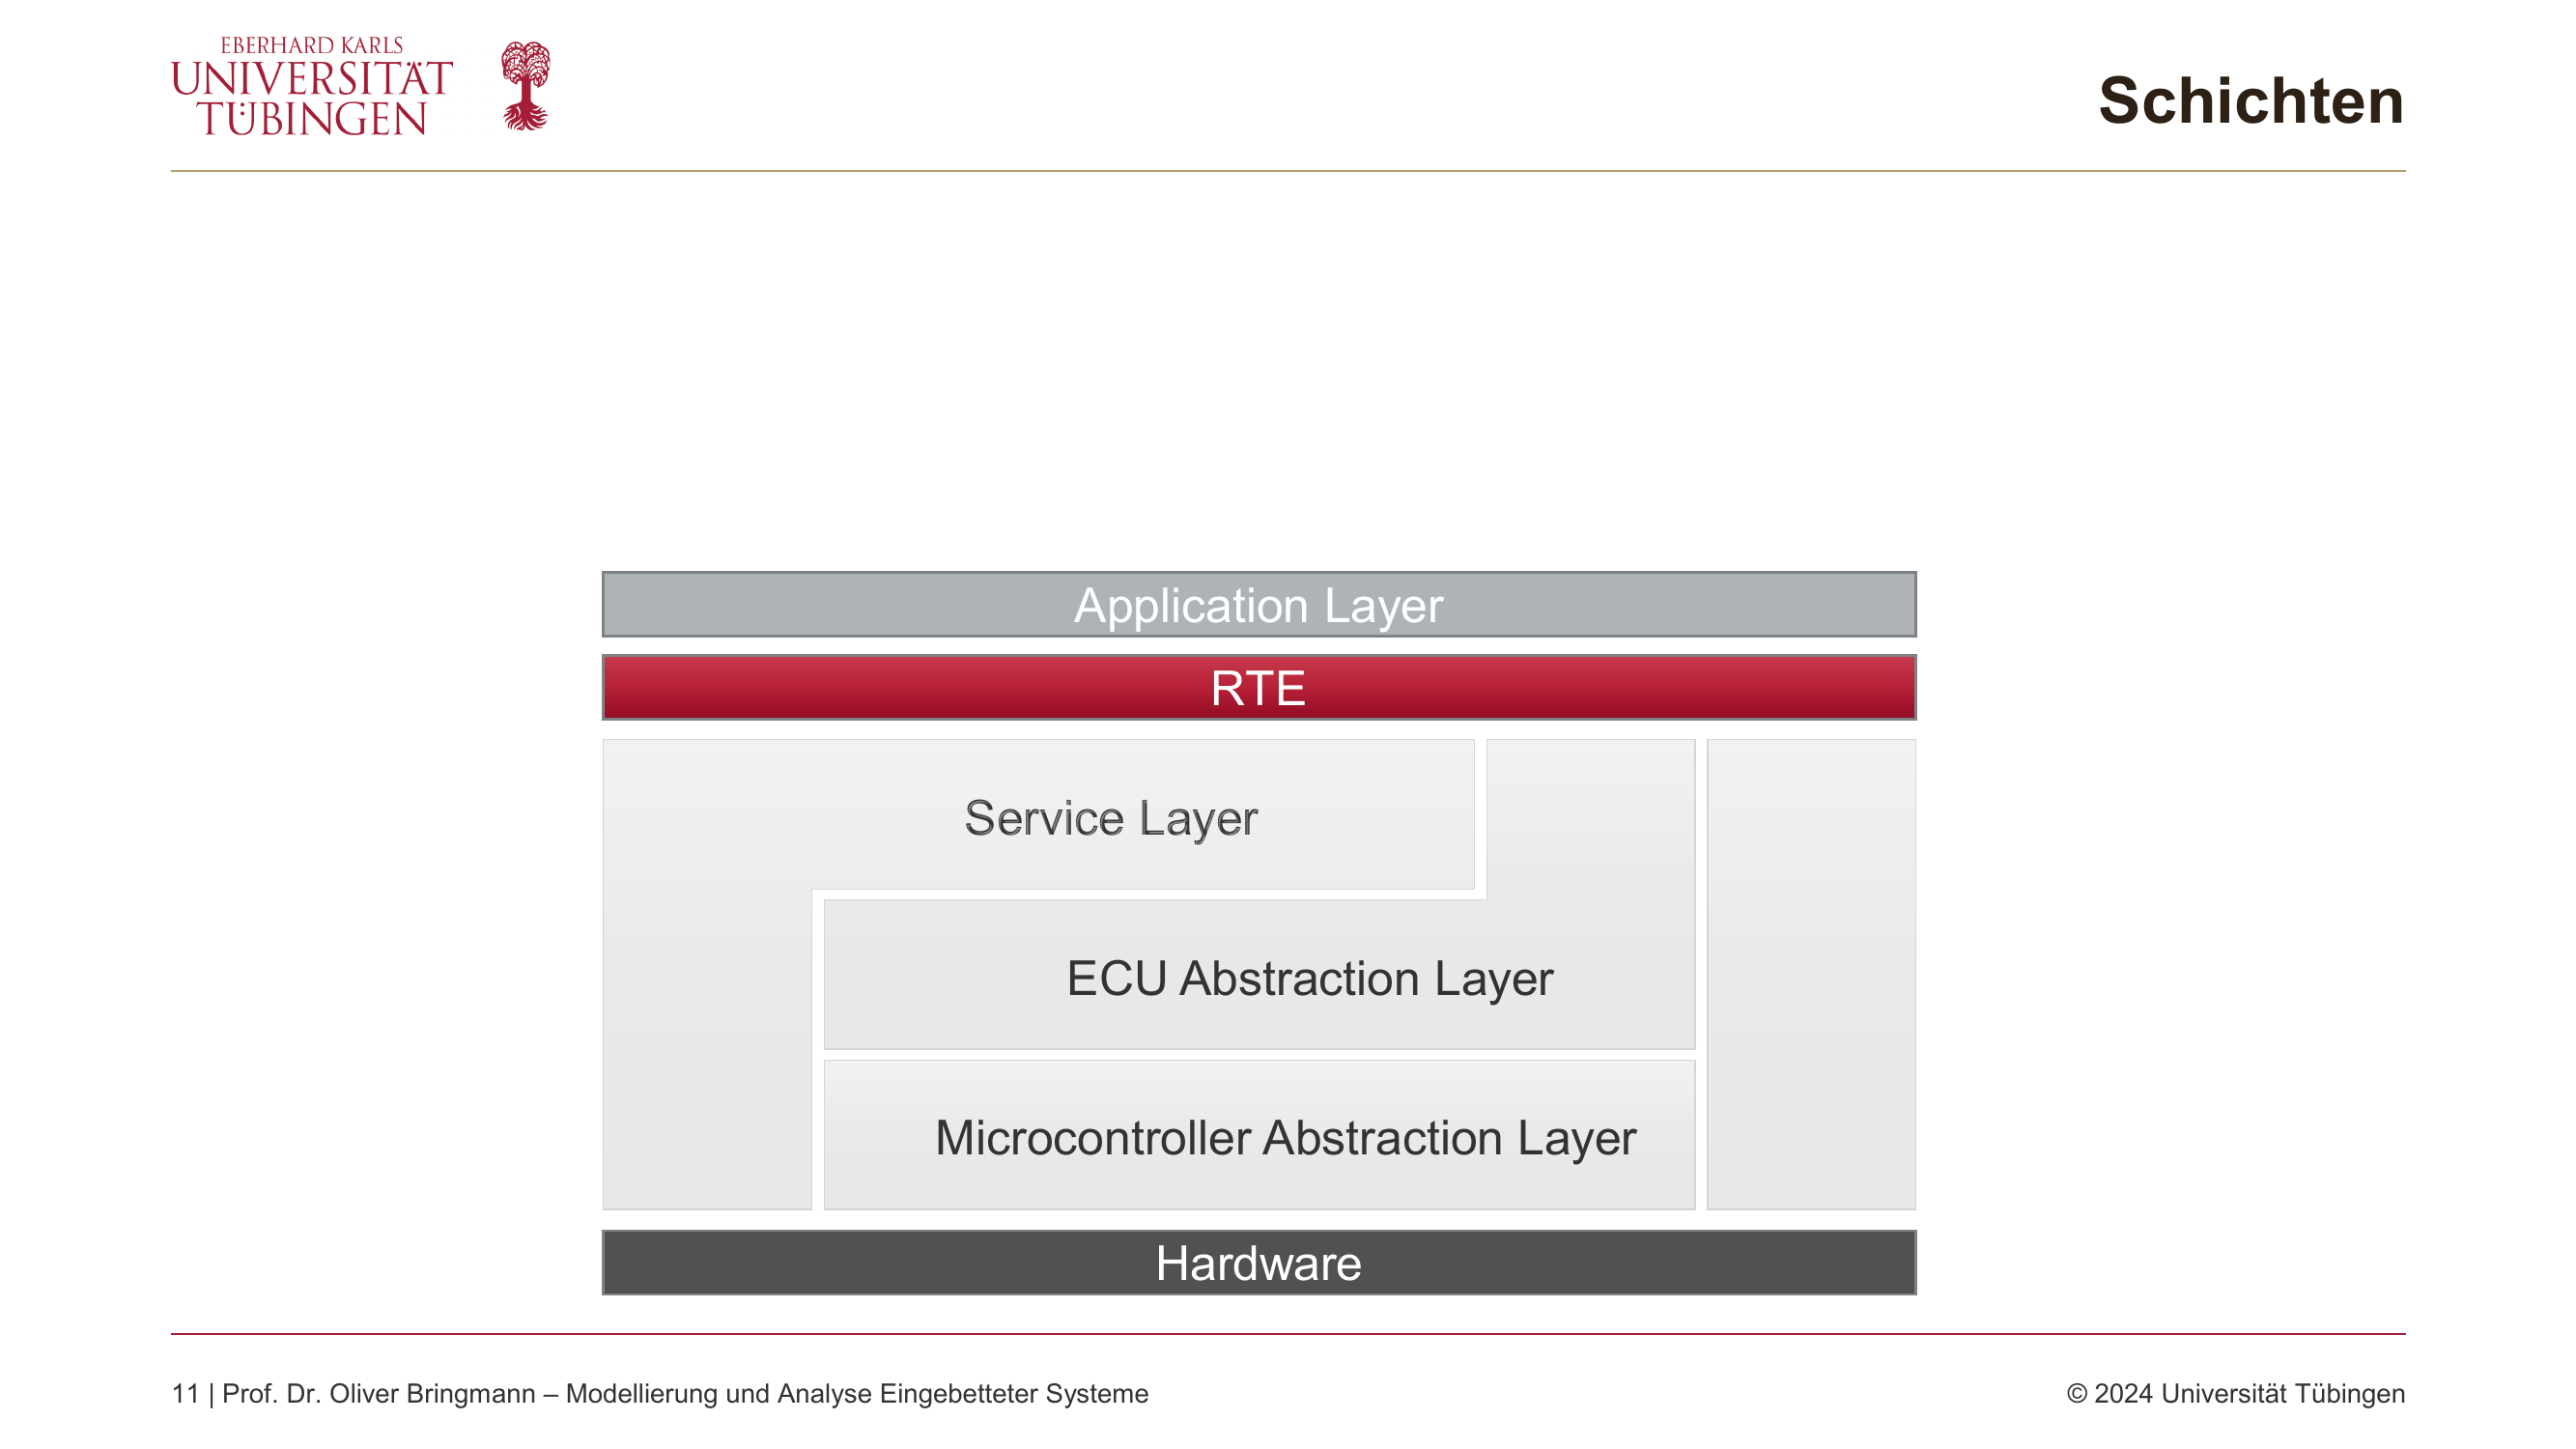 EBERHARD KARLS
UNIVERSITÄT
TÜBINGEN
Schichten
Application Layer
RTE
Service Layer
ECU Abstraction Layer
Microcontroller Abstraction Layer
Hardware
11 | Prof. Dr. Oliver Bringmann – Modellierung und Analyse Eingebetteter Systeme
© 2024 Universität Tübingen